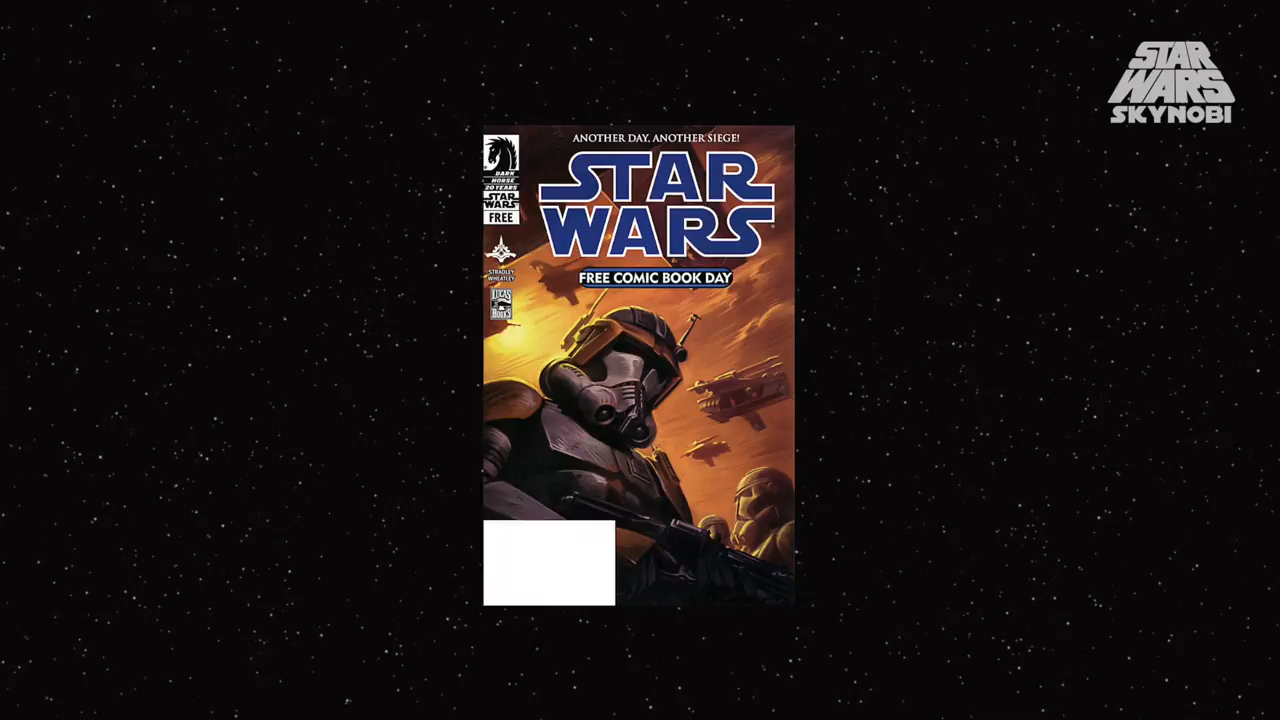 STAR
WARS
SKYNOBI
ANOTHER DAY, ANOTHER SIEGE!
STAR
WARS
FREE COMIC BOOK DAY
DARK
HORSE
20 YEARS
STAR
WARS
FREE
STRADLEY
WHEATLEY
LUCAS
BOOKS